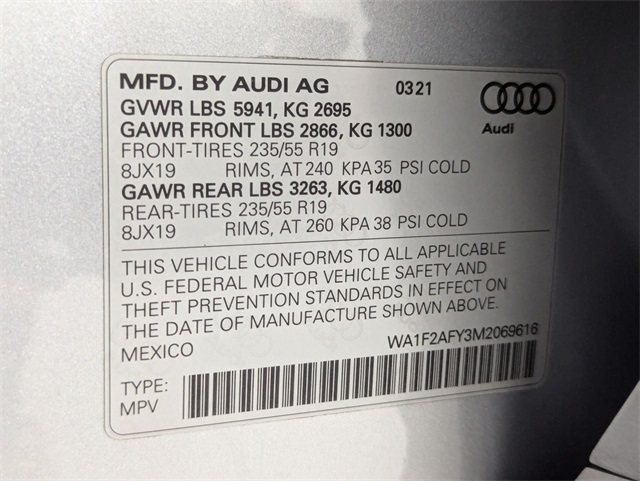 MFD. BY AUDI AG 03 21
GVWR LBS 5941, KG 2695
GAWR FRONT LBS 2866, KG 1300
Audi
FRONT-TIRES 235/55 R19
8JX19 RIMS, AT 240 KPA 35 PSI COLD
GAWR REAR LBS 3263, KG 1480
REAR-TIRES 235/55 R19
8JX19 RIMS, AT 260 KPA 38 PSI COLD
THIS VEHICLE CONFORMS TO ALL APPLICABLE
U.S. FEDERAL MOTOR VEHICLE SAFETY AND
THEFT PREVENTION STANDARDS IN EFFECT ON
THE DATE OF MANUFACTURE SHOWN ABOVE.
MEXICO WA1F2AFY3M2069616
TYPE:
MPV